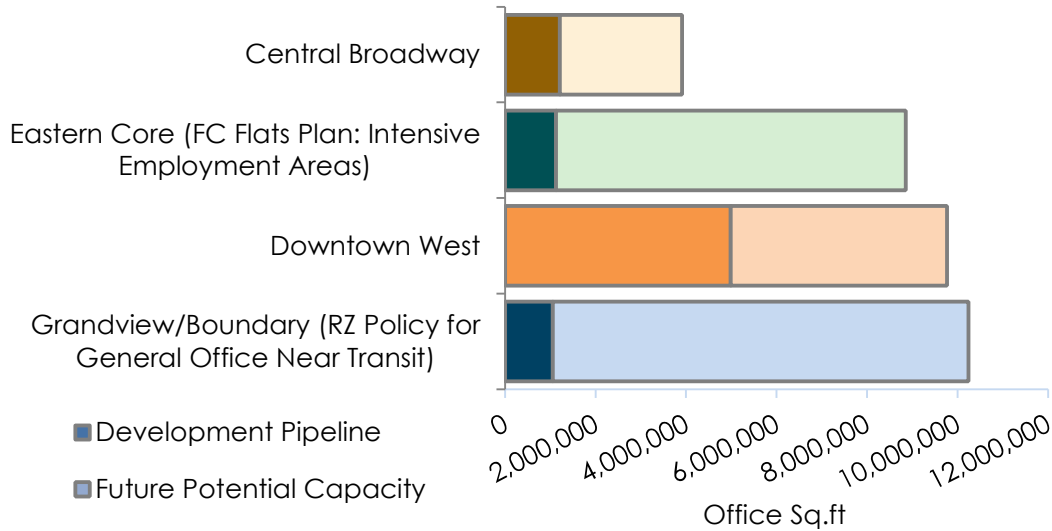 Central Broadway
Eastern Core (FC Flats Plan: Intensive
Employment Areas)
Downtown West
Grandview/Boundary (RZ Policy for
General Office Near Transit)
Development Pipeline
Future Potential Capacity
0
2,000,000
4,000,000
6,000,000
8,000,000
10,000,000
12,000,000
Office Sq.ft